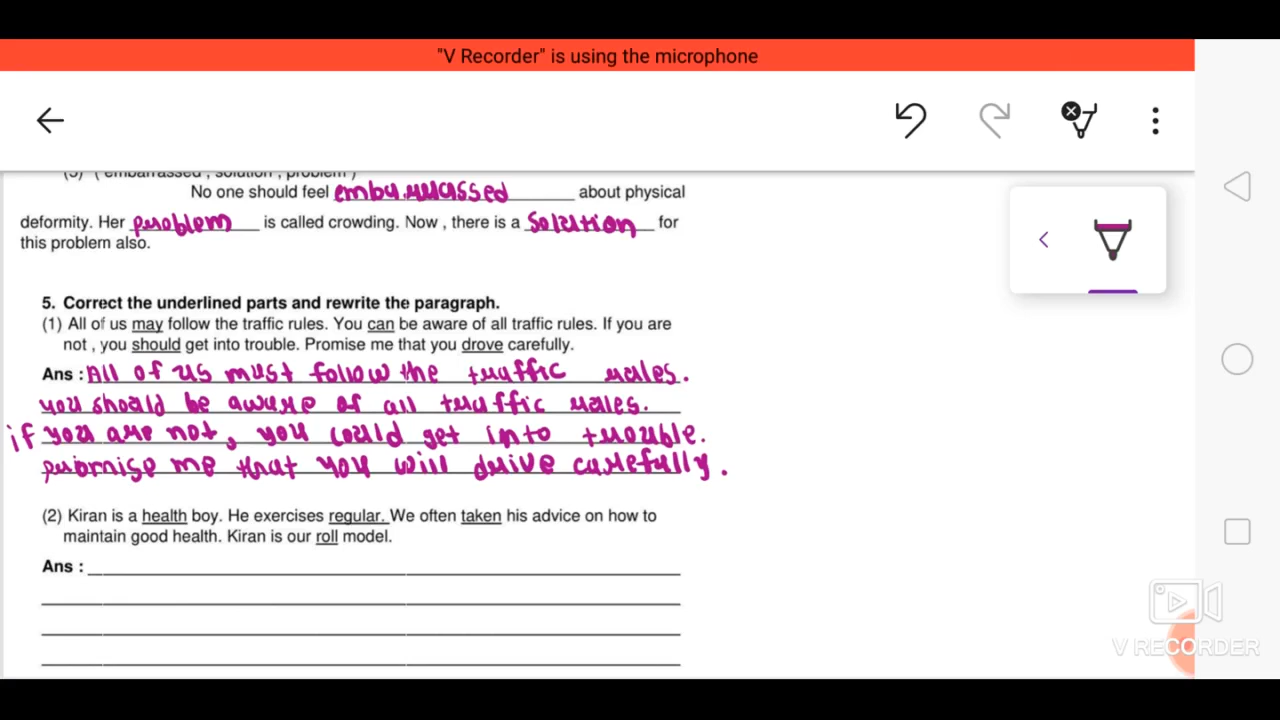 "V Recorder" is using the microphone
(3) ( embarrassed , solution , problem )
No one should feel embarrassed about physical
deformity. Her problem is called crowding. Now , there is a solution for
this problem also.
5. Correct the underlined parts and rewrite the paragraph.
(1) All of us may follow the traffic rules. You can be aware of all traffic rules. If you are
not , you should get into trouble. Promise me that you drove carefully.
Ans : All of us must follow the traffic rules.
you should be aware of all traffic rules.
if you are not, you could get into trouble.
promise me that you will drive carefully.
(2) Kiran is a health boy. He exercises regular. We often taken his advice on how to
maintain good health. Kiran is our roll model.
Ans :
V RECORDER